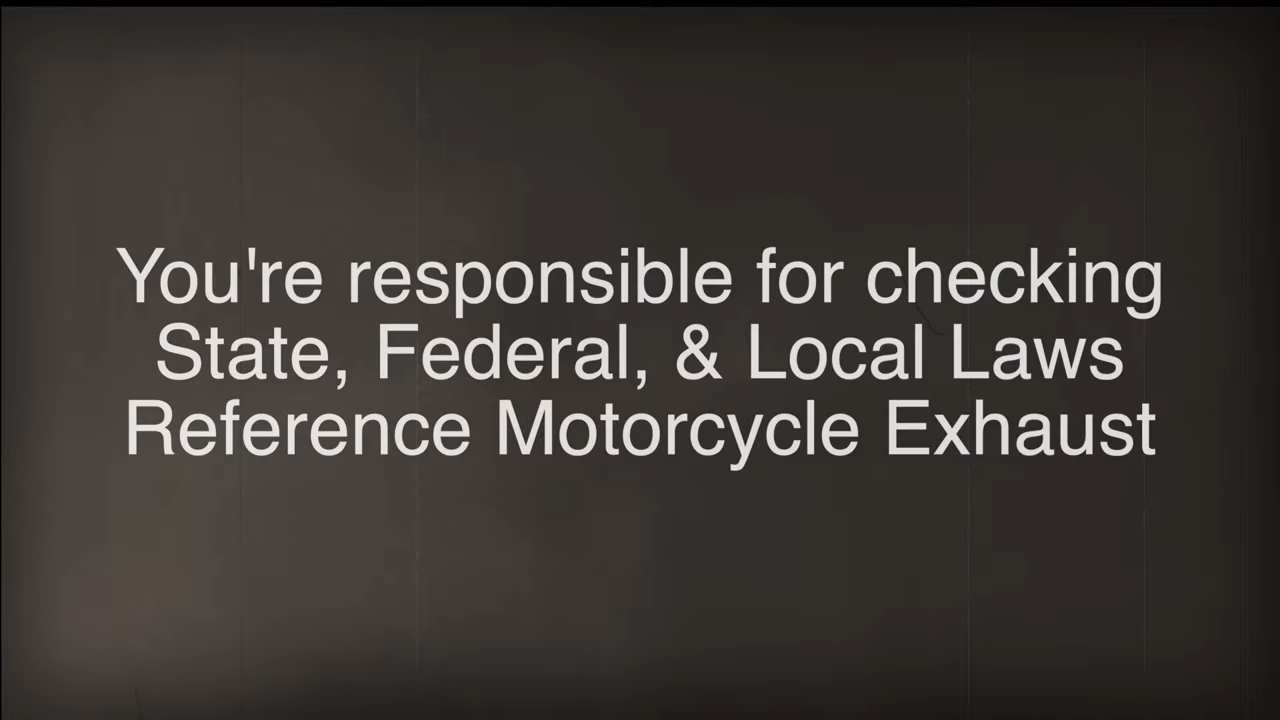 You're responsible for checking
State, Federal, & Local Laws
Reference Motorcycle Exhaust